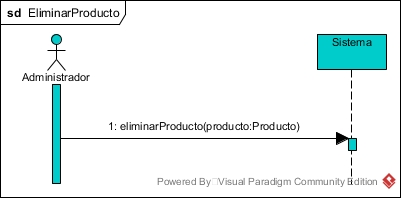 sd EliminarProducto
Administrador
Sistema
1: eliminarProducto(producto:Producto)
Powered By Visual Paradigm Community Edition